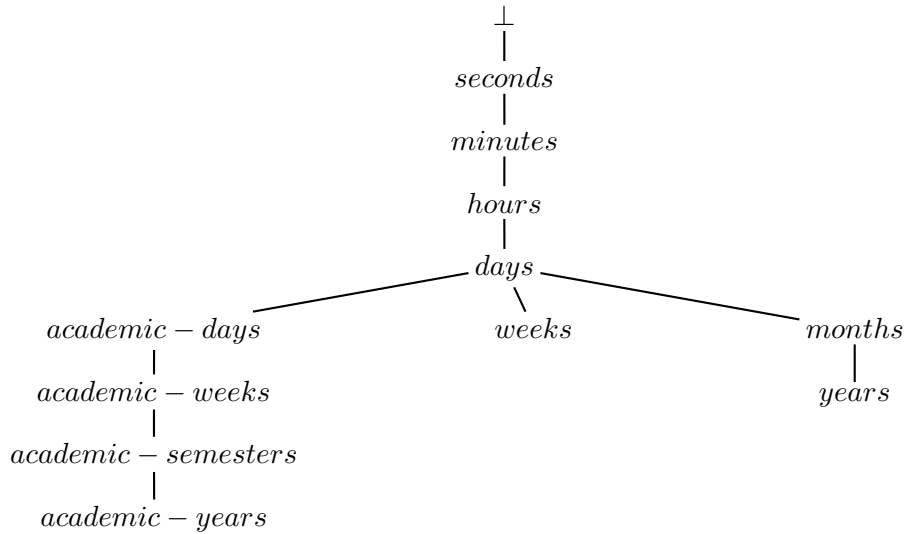 ⊥
seconds
minutes
hours
days
academic − days weeks months
academic − weeks years
academic − semesters
academic − years